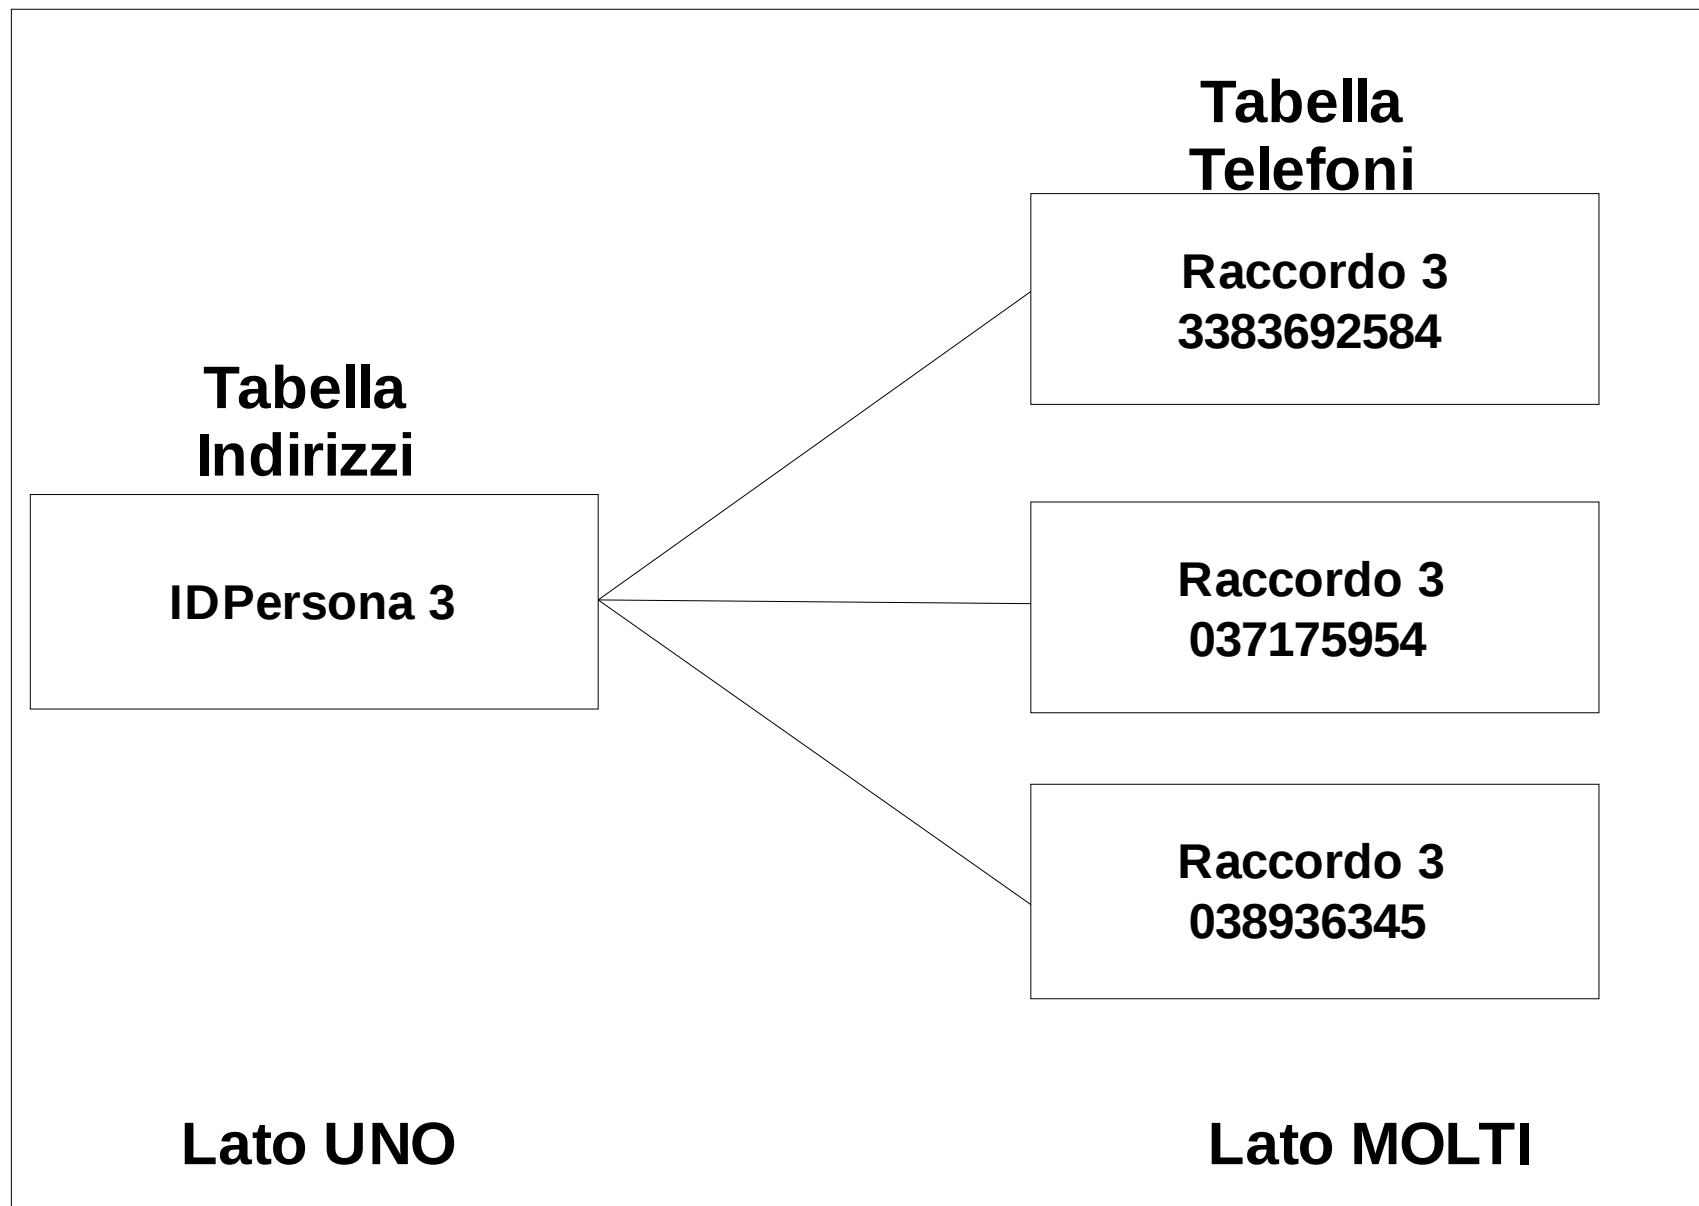 Tabella
Indirizzi
IDPersona 3
Lato UNO
Tabella
Telefoni
Raccordo 3
3383692584
Raccordo 3
037175954
Raccordo 3
038936345
Lato MOLTI